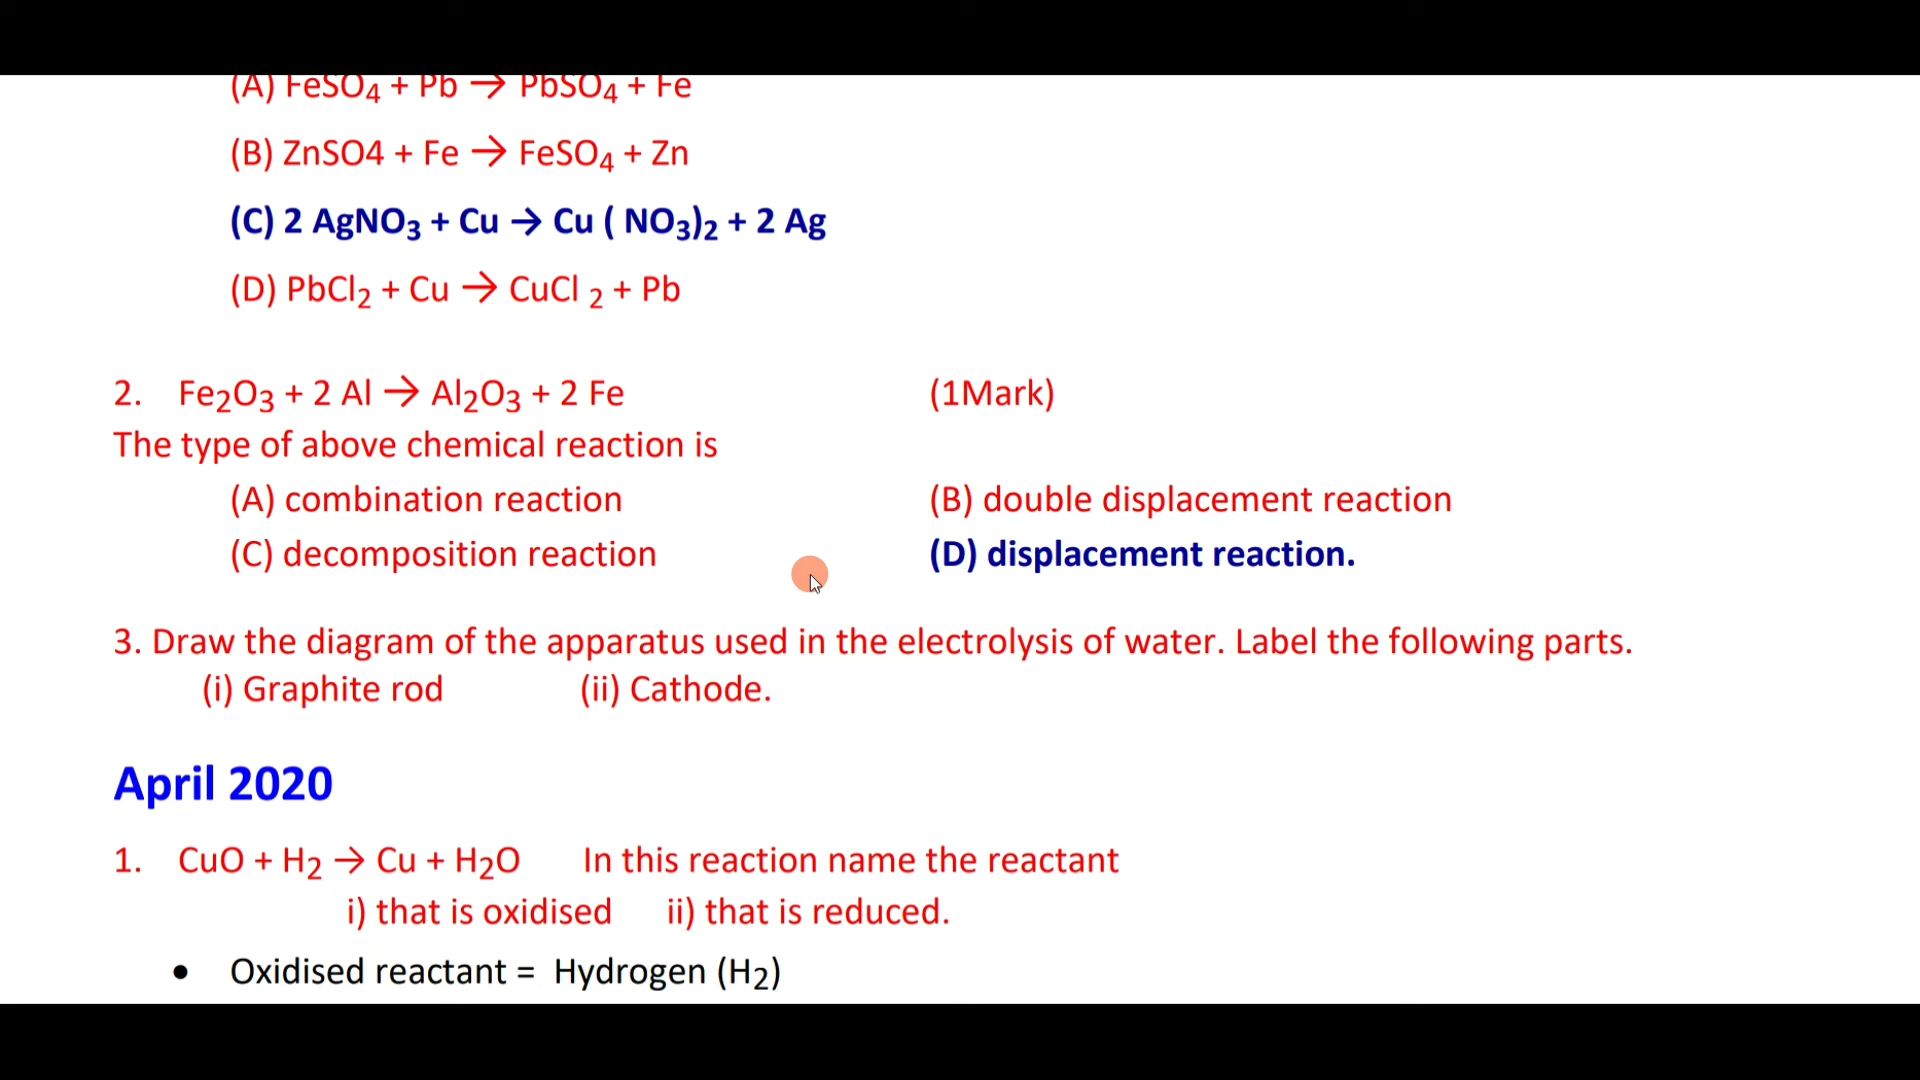 (A) FeSO₄ + Pb → PbSO₄ + Fe
(B) ZnSO4 + Fe → FeSO₄ + Zn
(C) 2 AgNO₃ + Cu → Cu ( NO₃)₂ + 2 Ag
(D) PbCl₂ + Cu → CuCl ₂ + Pb
2. Fe₂O₃ + 2 Al → Al₂O₃ + 2 Fe (1Mark)
The type of above chemical reaction is
(A) combination reaction (B) double displacement reaction
(C) decomposition reaction (D) displacement reaction.
3. Draw the diagram of the apparatus used in the electrolysis of water. Label the following parts.
(i) Graphite rod (ii) Cathode.
April 2020
1. CuO + H₂ → Cu + H₂O In this reaction name the reactant
i) that is oxidised ii) that is reduced.
• Oxidised reactant = Hydrogen (H₂)